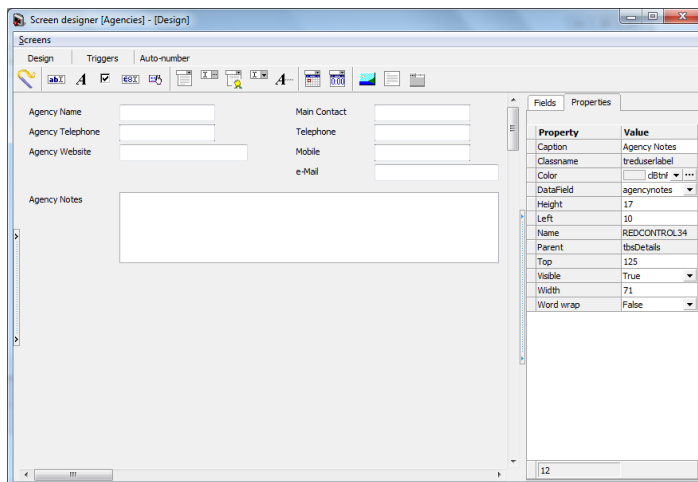 Screen designer [Agencies] - [Design]
Screens
Design Triggers Auto-number
Agency Name Main Contact
Agency Telephone Telephone
Agency Website Mobile
e-Mail
Agency Notes
Fields Properties
Property Value
Caption Agency Notes
Classname treduserlabel
Color clBtnF
DataField agencynotes
Height 17
Left 10
Name REDCONTROL34
Parent tbsDetails
Top 125
Visible True
Width 71
Word wrap False
12